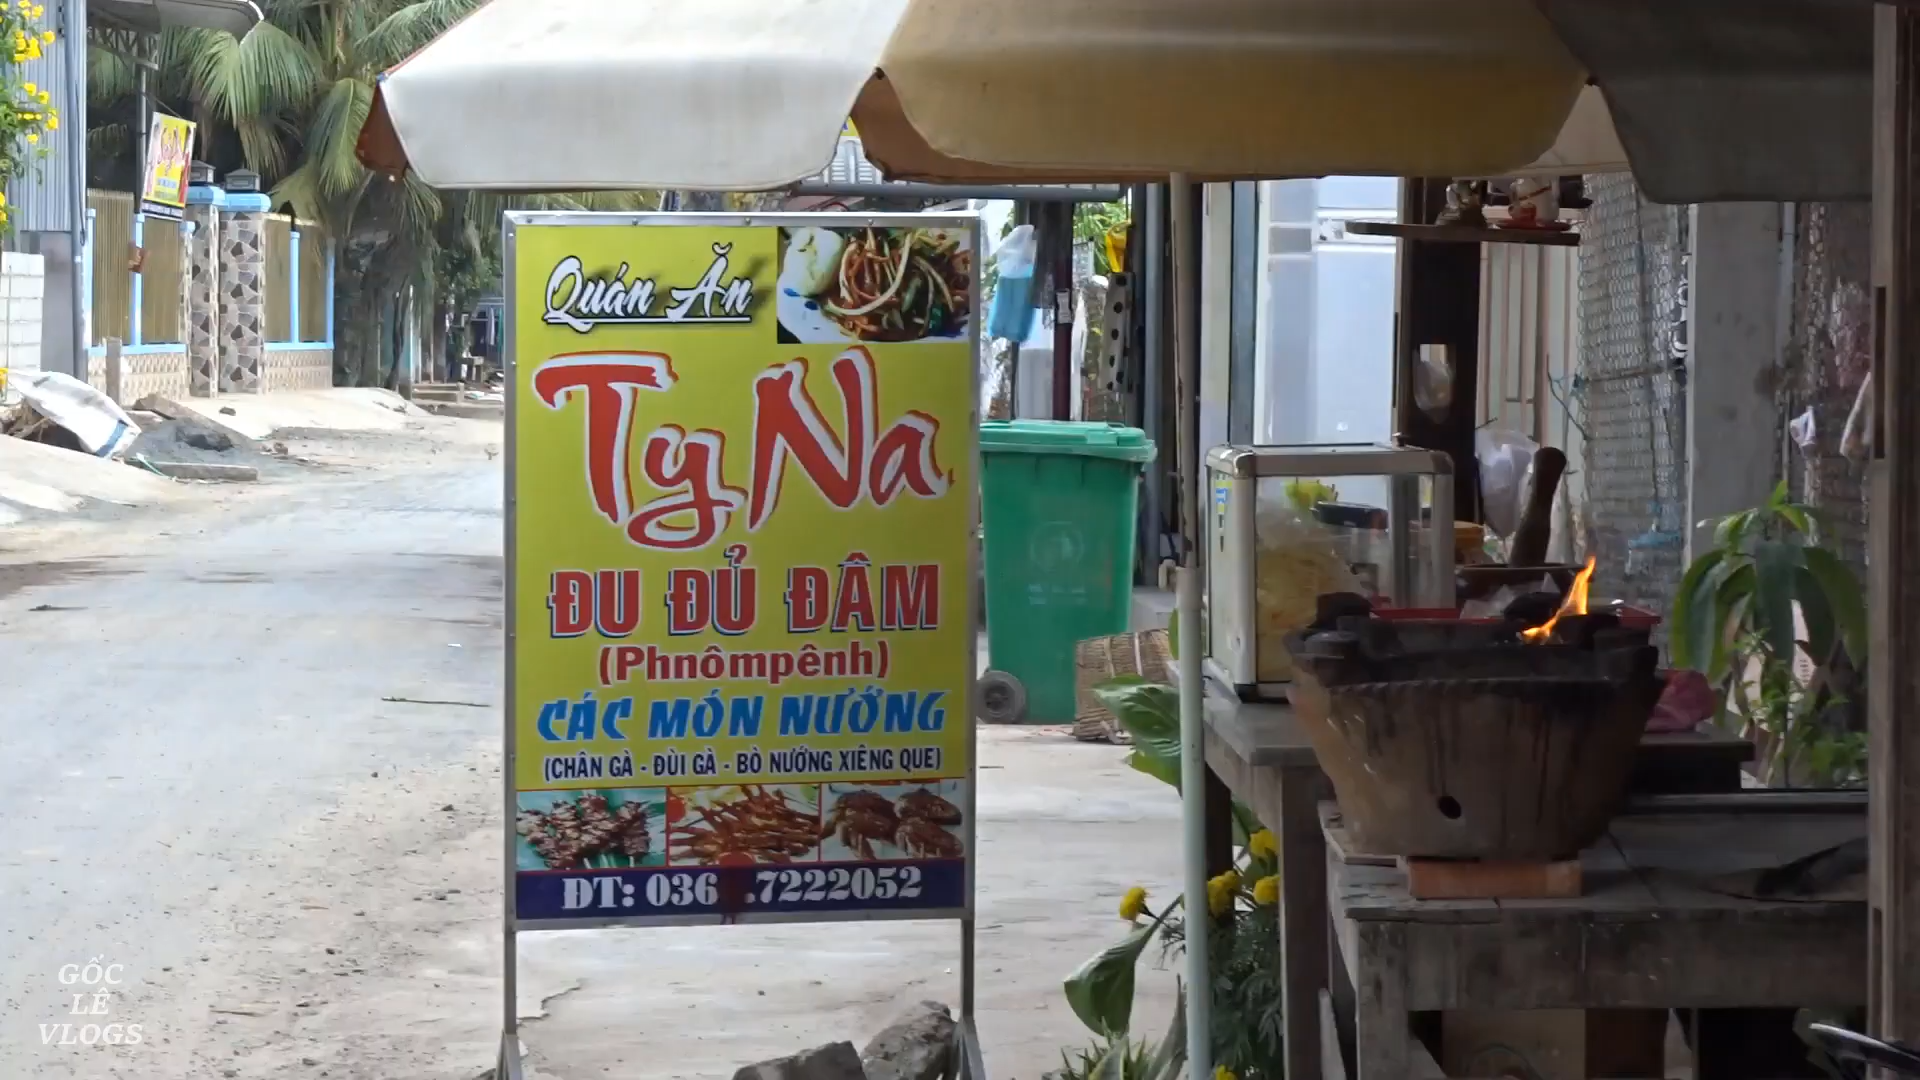 Quán Ăn
Ty Na
ĐU ĐỦ ĐÂM
(Phnômpênh)
CÁC MÓN NƯỚNG
(CHÂN GÀ - ĐÙI GÀ - BÒ NƯỚNG XIÊNG QUE)
ĐT: 036 .7222052
GỐC
LÊ
VLOGS